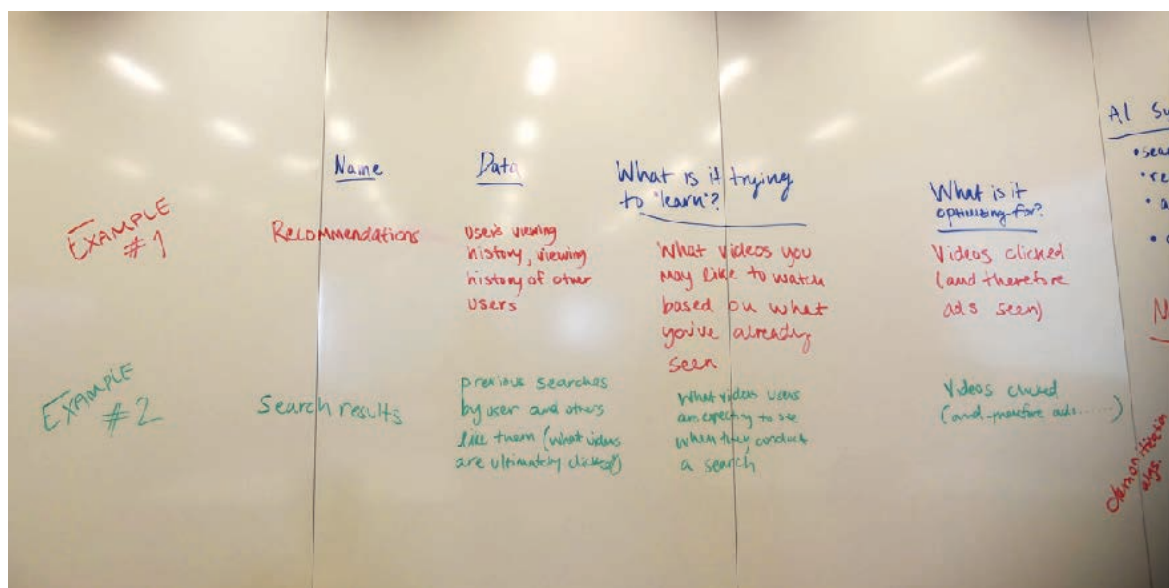 Name
Data
What is it trying
to "learn"?
What is it
optimizing for?
EXAMPLE
#1
Recommendations
user's viewing
history, viewing
history of other
users
What videos you
may like to watch
based on what
you've already
seen
Videos clicked
(and therefore
ads seen)
EXAMPLE
#2
Search results
previous searches
by user and others
like them (what videos
are ultimately clicked)
What videos users
are expecting to see
when they conduct
a search
Videos clicked
(and therefore ads......)
AI Su
• sear
• re
• a
•
N
demonitization
algs.